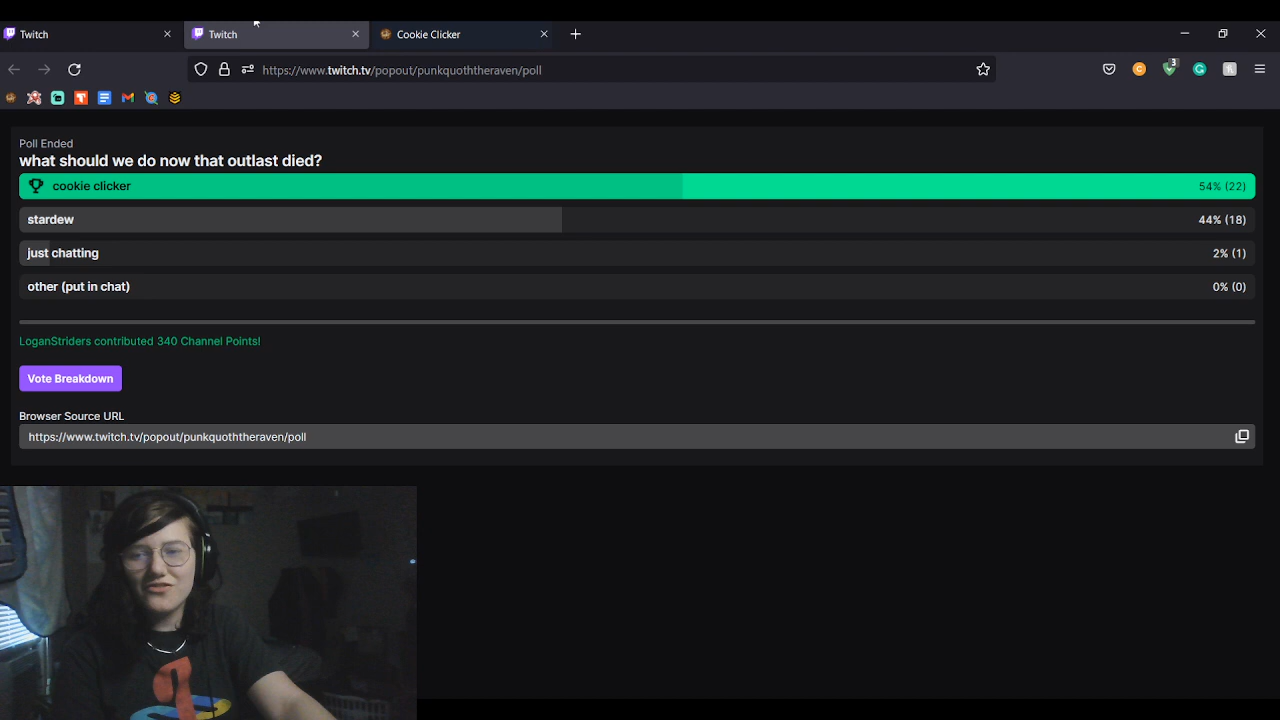 Twitch
Twitch
Cookie Clicker
https://www.twitch.tv/popout/punkquoththeraven/poll
3
Poll Ended
what should we do now that outlast died?
cookie clicker 54% (22)
stardew 44% (18)
just chatting 2% (1)
other (put in chat) 0% (0)
LoganStriders contributed 340 Channel Points!
Vote Breakdown
Browser Source URL
https://www.twitch.tv/popout/punkquoththeraven/poll